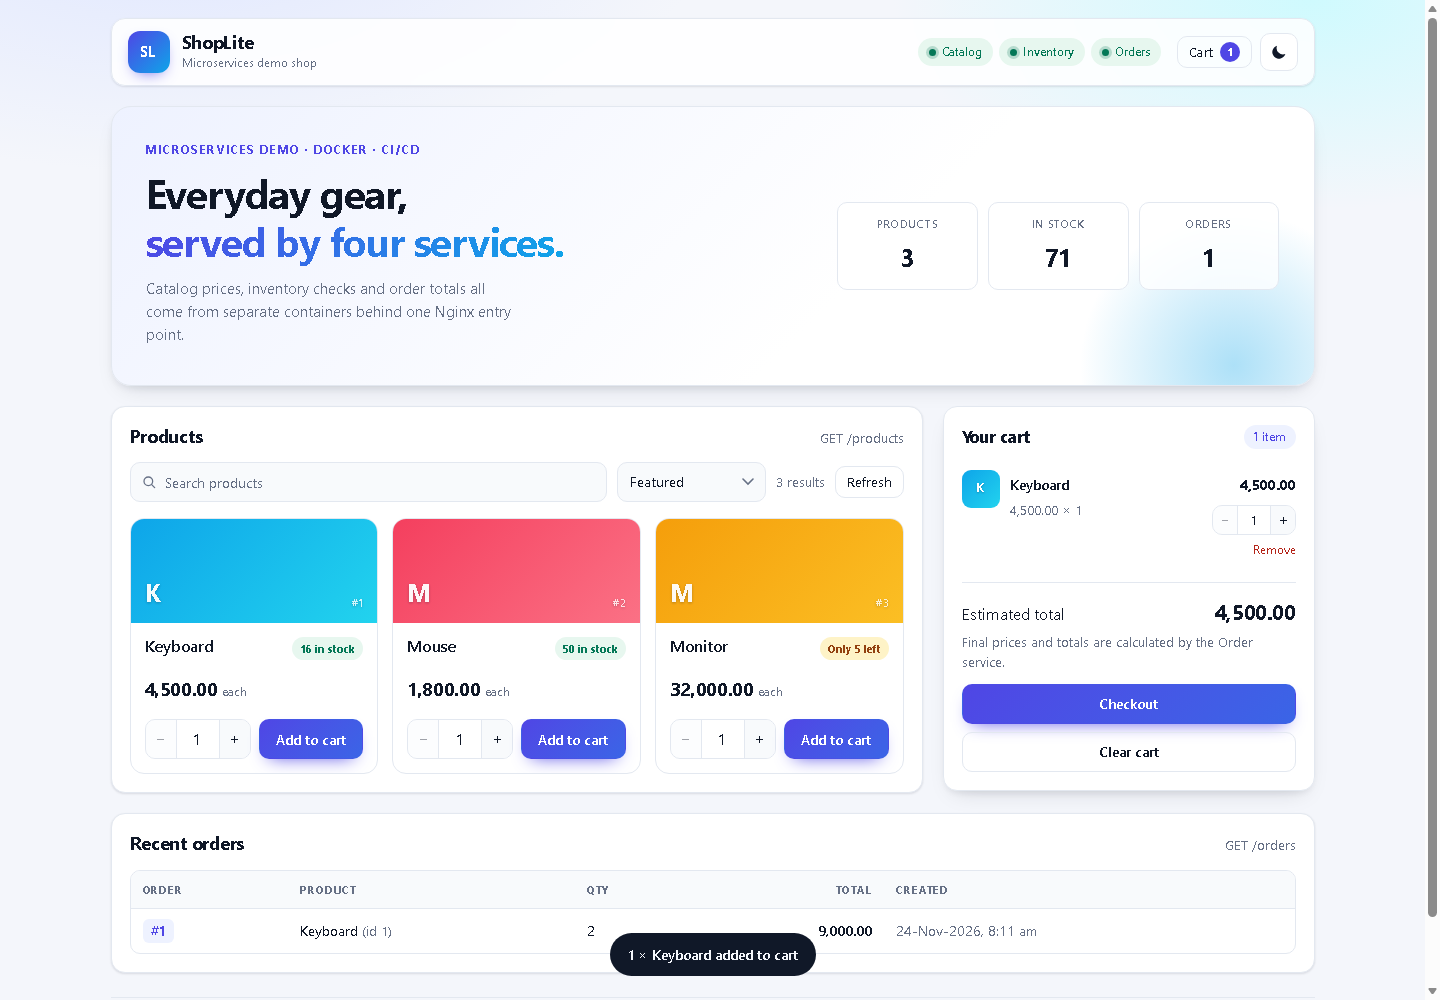 SL
ShopLite
Microservices demo shop
Catalog
Inventory
Orders
Cart 1
MICROSERVICES DEMO · DOCKER · CI/CD
Everyday gear,
served by four services.
Catalog prices, inventory checks and order totals all
come from separate containers behind one Nginx entry
point.
PRODUCTS
3
IN STOCK
71
ORDERS
1
Products
GET /products
Search products
Featured
3 results
Refresh
K
#1
Keyboard
16 in stock
4,500.00 each
− 1 +
Add to cart
M
#2
Mouse
50 in stock
1,800.00 each
− 1 +
Add to cart
M
#3
Monitor
Only 5 left
32,000.00 each
− 1 +
Add to cart
Your cart
1 item
K
Keyboard
4,500.00
4,500.00 × 1
− 1 +
Remove
Estimated total
4,500.00
Final prices and totals are calculated by the Order
service.
Checkout
Clear cart
Recent orders
GET /orders
ORDER PRODUCT QTY TOTAL CREATED
#1 Keyboard (id 1) 2 9,000.00 24-Nov-2026, 8:11 am
1 × Keyboard added to cart